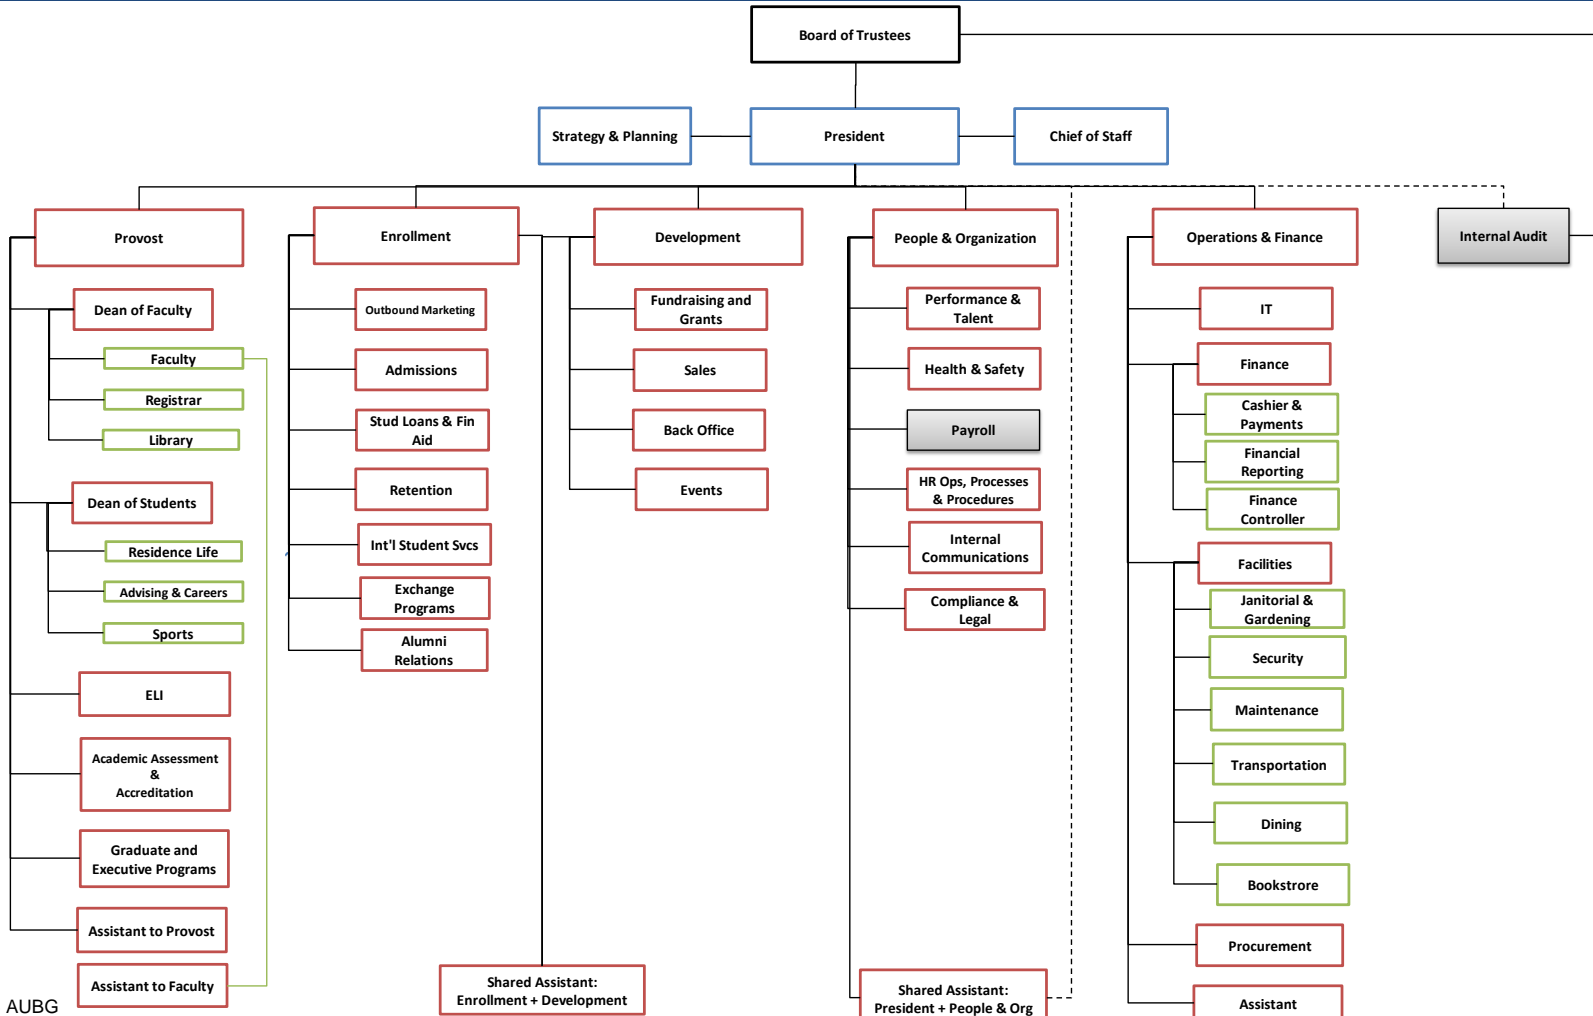 Board of Trustees
Strategy & Planning
President
Chief of Staff
Provost
Enrollment
Development
People & Organization
Operations & Finance
Internal Audit
Dean of Faculty
Faculty
Registrar
Library
Dean of Students
Residence Life
Advising & Careers
Sports
ELI
Academic Assessment
&
Accreditation
Graduate and
Executive Programs
Assistant to Provost
Assistant to Faculty
Outbound Marketing
Admissions
Stud Loans & Fin
Aid
Retention
Int'l Student Svcs
Exchange
Programs
Alumni
Relations
Shared Assistant:
Enrollment + Development
Fundraising and
Grants
Sales
Back Office
Events
Performance &
Talent
Health & Safety
Payroll
HR Ops, Processes
& Procedures
Internal
Communications
Compliance &
Legal
Shared Assistant:
President + People & Org
IT
Finance
Cashier &
Payments
Financial
Reporting
Finance
Controller
Facilities
Janitorial &
Gardening
Security
Maintenance
Transportation
Dining
Bookstrore
Procurement
Assistant
AUBG